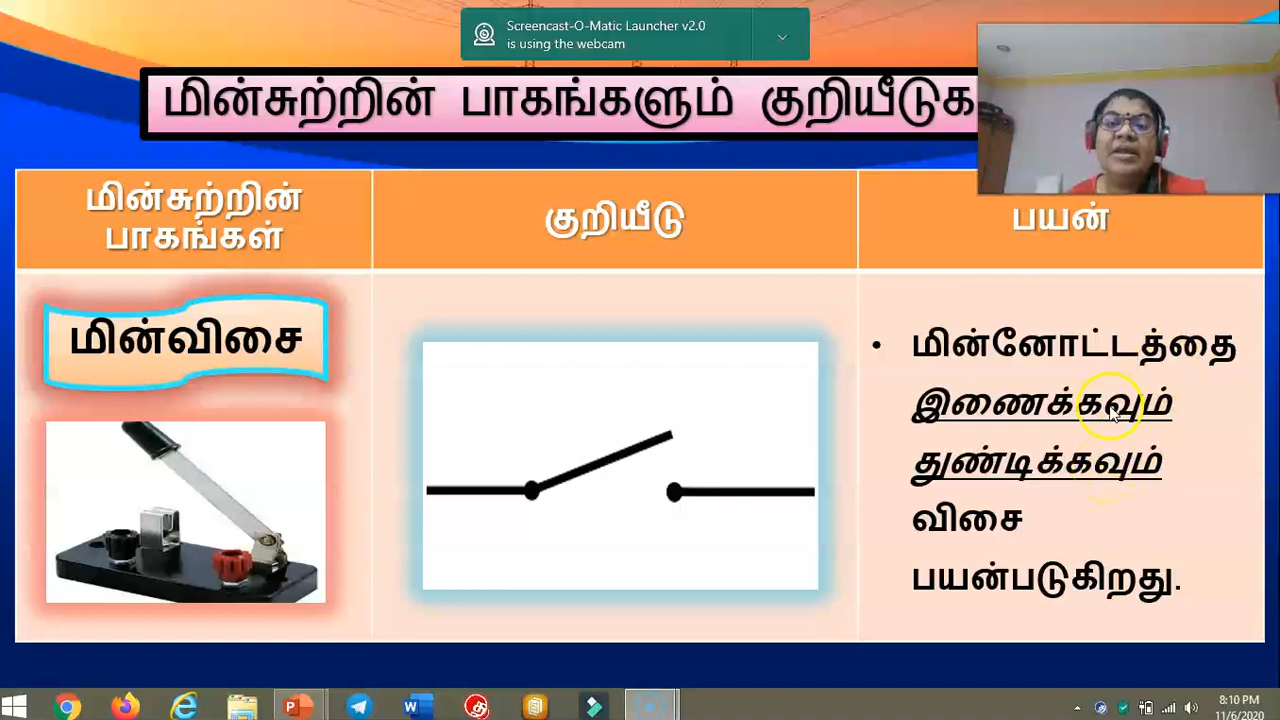 Screencast-O-Matic Launcher v2.0
is using the webcam
மின்சுற்றின் பாகங்களும் குறியீடுக
மின்சுற்றின்
பாகங்கள்
குறியீடு
பயன்
மின்விசை
• மின்னோட்டத்தை
இணைக்கவும்
துண்டிக்கவும்
விசை
பயன்படுகிறது.
8:10 PM
11/6/2020